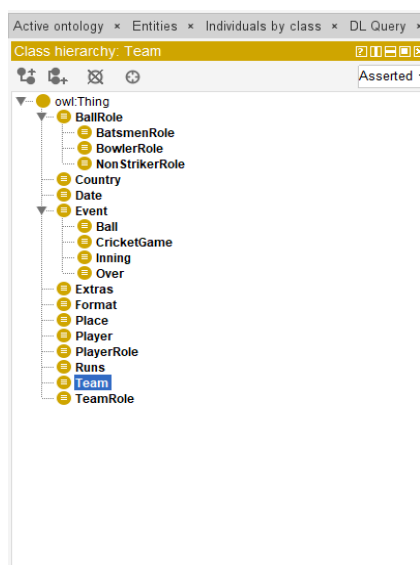 Active ontology × Entities × Individuals by class × DL Query ×
Class hierarchy: Team
Asserted
owl:Thing
BallRole
BatsmenRole
BowlerRole
NonStrikerRole
Country
Date
Event
Ball
CricketGame
Inning
Over
Extras
Format
Place
Player
PlayerRole
Runs
Team
TeamRole